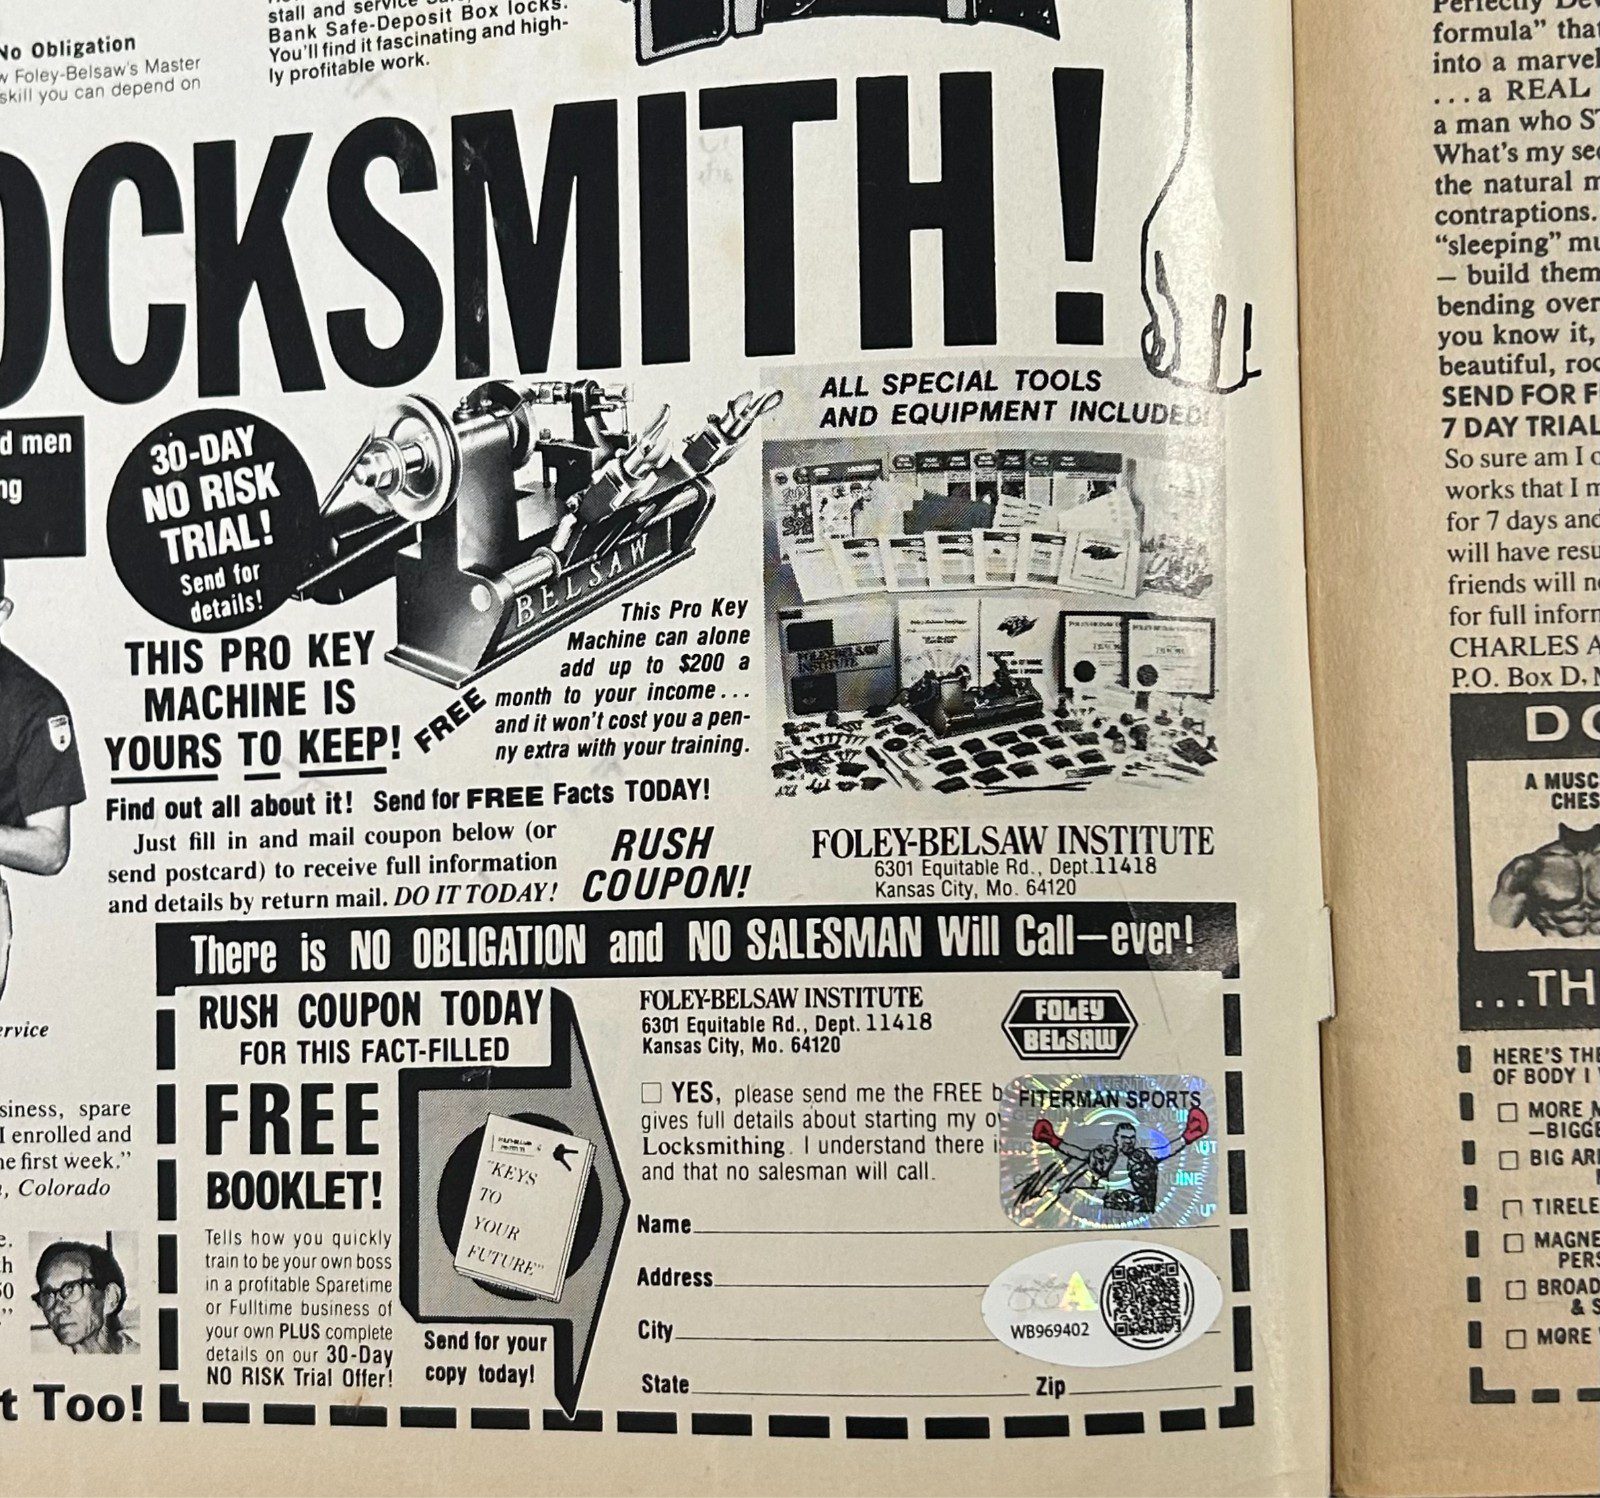 stall and service
Bank Safe-Deposit Box locks.
You'll find it fascinating and high-
ly profitable work.
No Obligation
w Foley-Belsaw's Master
skill you can depend on
OCKSMITH!
d men
ng
30-DAY
NO RISK
TRIAL!
Send for
details!
BELSAW
THIS PRO KEY
MACHINE IS
YOURS TO KEEP!
FREE
This Pro Key
Machine can alone
add up to $200 a
month to your income...
and it won't cost you a pen-
ny extra with your training.
ALL SPECIAL TOOLS
AND EQUIPMENT INCLUDED!
FOLEY-BELSAW
INSTITUTE
Find out all about it! Send for FREE Facts TODAY!
Just fill in and mail coupon below (or
send postcard) to receive full information
and details by return mail. DO IT TODAY!
RUSH
COUPON!
FOLEY-BELSAW INSTITUTE
6301 Equitable Rd., Dept.11418
Kansas City, Mo. 64120
There is NO OBLIGATION and NO SALESMAN Will Call—ever!
RUSH COUPON TODAY
FOR THIS FACT-FILLED
FREE
BOOKLET!
Tells how you quickly
train to be your own boss
in a profitable Sparetime
or Fulltime business of
your own PLUS complete
details on our 30-Day
NO RISK Trial Offer!
"KEYS
TO
YOUR
FUTURE"
Send for your
copy today!
FOLEY-BELSAW INSTITUTE
6301 Equitable Rd., Dept. 11418
Kansas City, Mo. 64120
FOLEY
BELSAW
☐ YES, please send me the FREE b
gives full details about starting my o
Locksmithing. I understand there i
and that no salesman will call.
FITERMAN SPORTS
Name
Address
City
State
Zip
WB969402
ervice
siness, spare
I enrolled and
he first week."
, Colorado
t Too!
Perfectly Dev
formula" that
into a marvel
...a REAL
a man who ST
What's my sec
the natural m
contraptions.
"sleeping" mu
— build them
bending over
you know it,
beautiful, roc
SEND FOR F
7 DAY TRIAL
So sure am I o
works that I m
for 7 days and
will have resu
friends will no
for full inform
CHARLES A
P.O. Box D,
DO
A MUSC
CHES
...TH
HERE'S THE
OF BODY I
☐ MORE M
—BIGGE
☐ BIG ARM
☐ TIRELE
☐ MAGNE
PERS
☐ BROAD
& S
☐ MORE